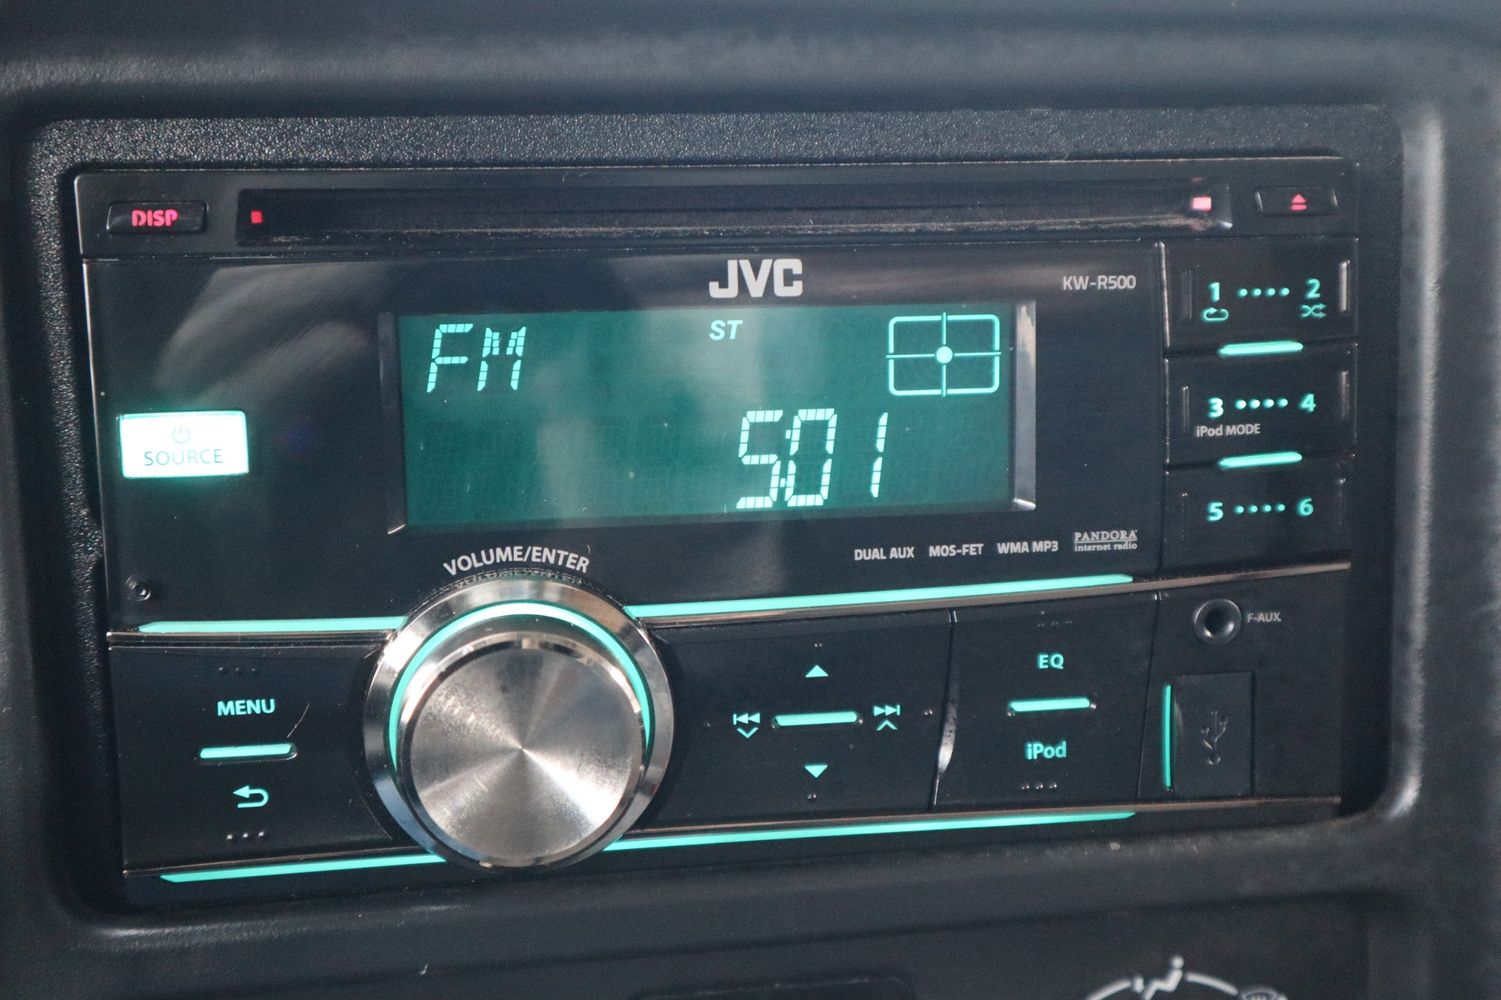 DISP
JVC
KW-R500
FM
ST
501
SOURCE
1 2
3 4
iPod MODE
5 6
DUAL AUX MOS-FET WMA MP3 PANDORA
internet radio
VOLUME/ENTER
F-AUX
MENU
EQ
iPod